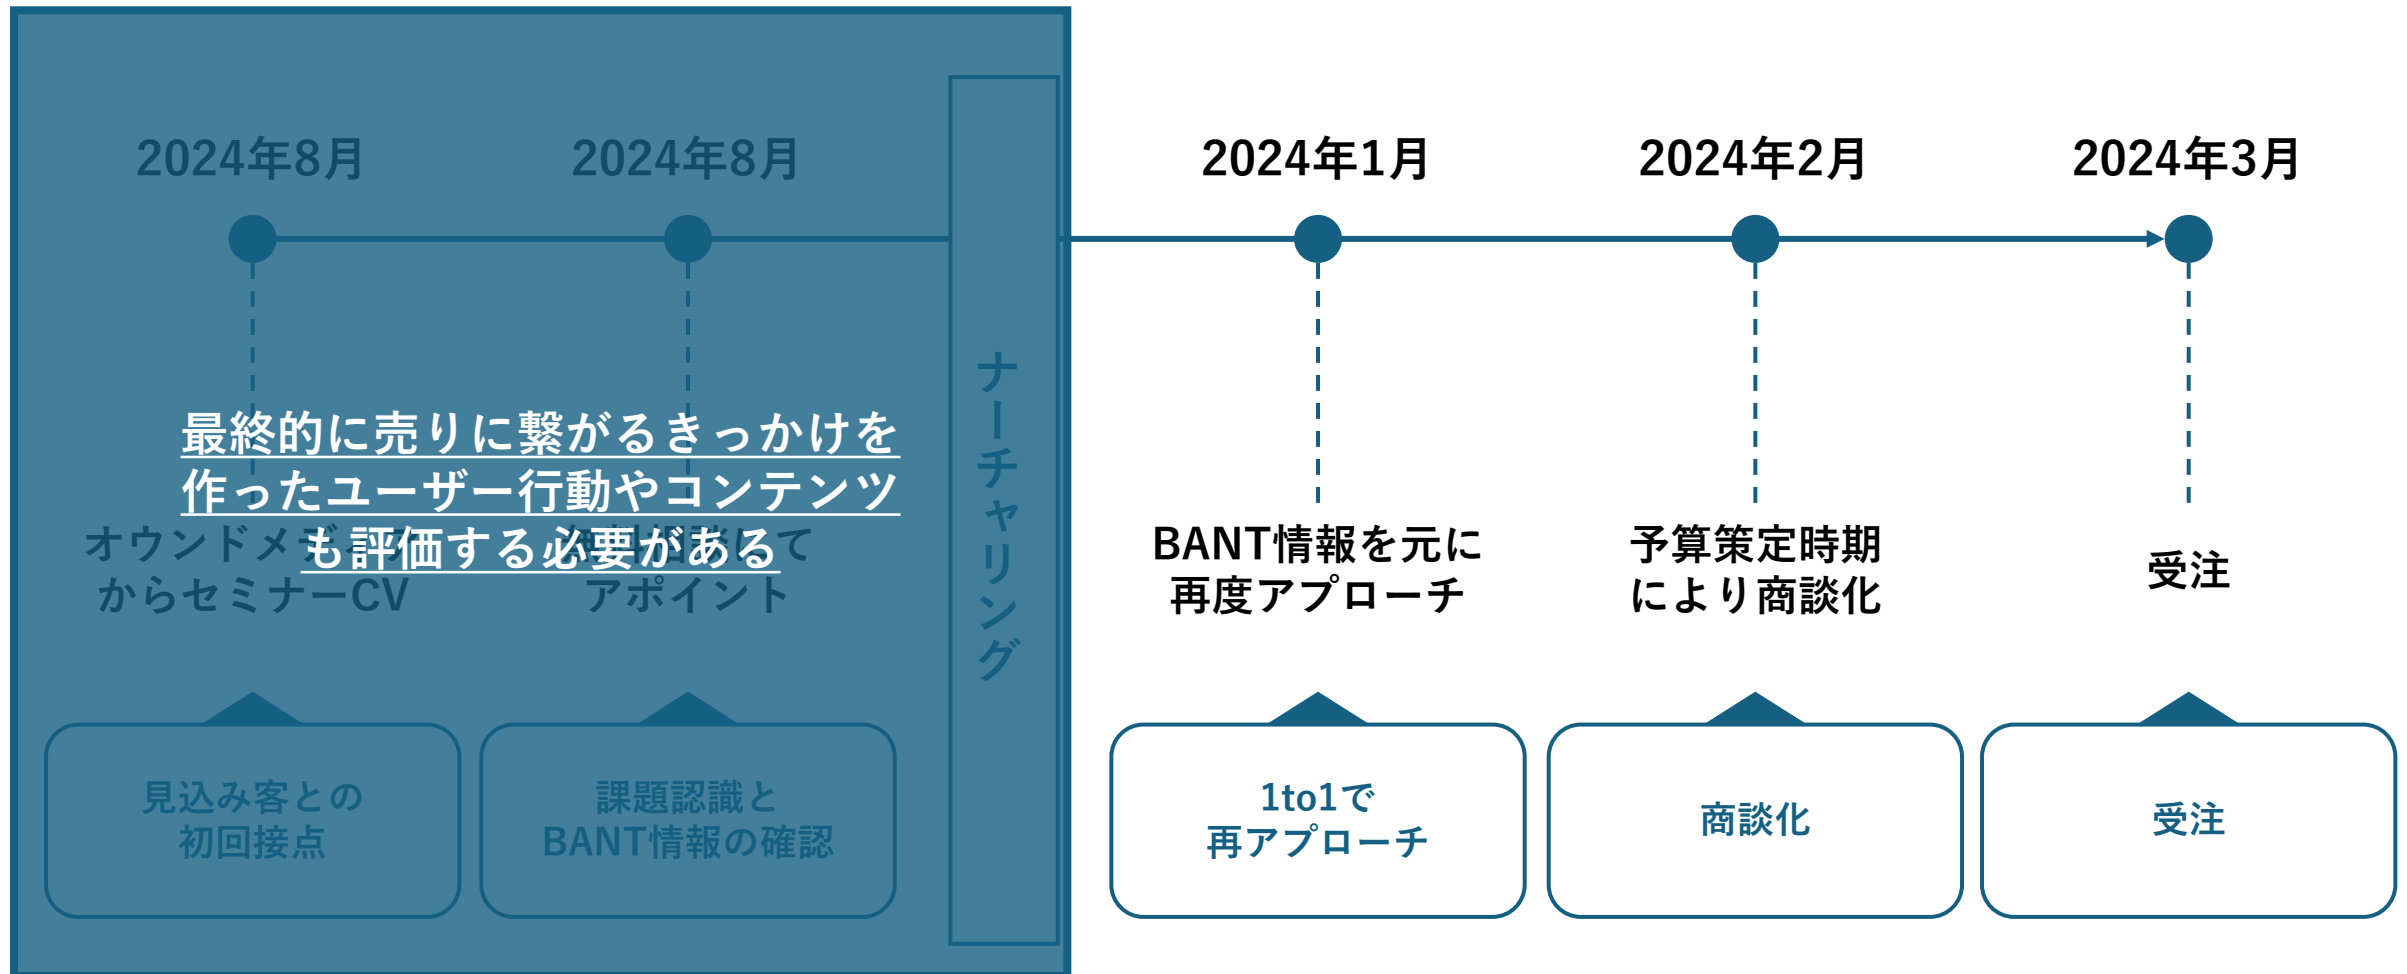 2024年8月
2024年8月
2024年1月
2024年2月
2024年3月
ナーチャリング
最終的に売りに繋がるきっかけを
作ったユーザー行動やコンテンツ
も評価する必要がある
からセミナーCV
アポイント
BANT情報を元に
再度アプローチ
予算策定時期
により商談化
受注
見込み客との
初回接点
課題認識と
BANT情報の確認
1to1で
再アプローチ
商談化
受注